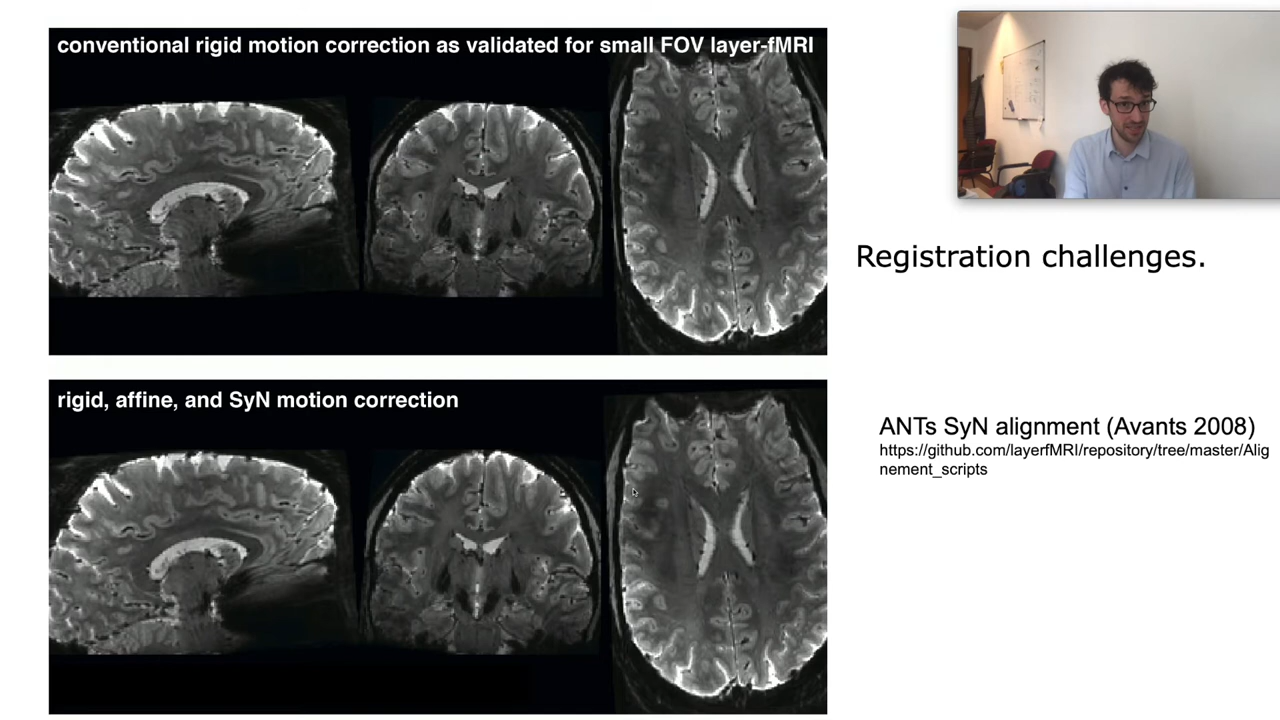 conventional rigid motion correction as validated for small FOV layer-fMRI
Registration challenges.
rigid, affine, and SyN motion correction
ANTs SyN alignment (Avants 2008)
https://github.com/layerfMRI/repository/tree/master/Alig
nement_scripts